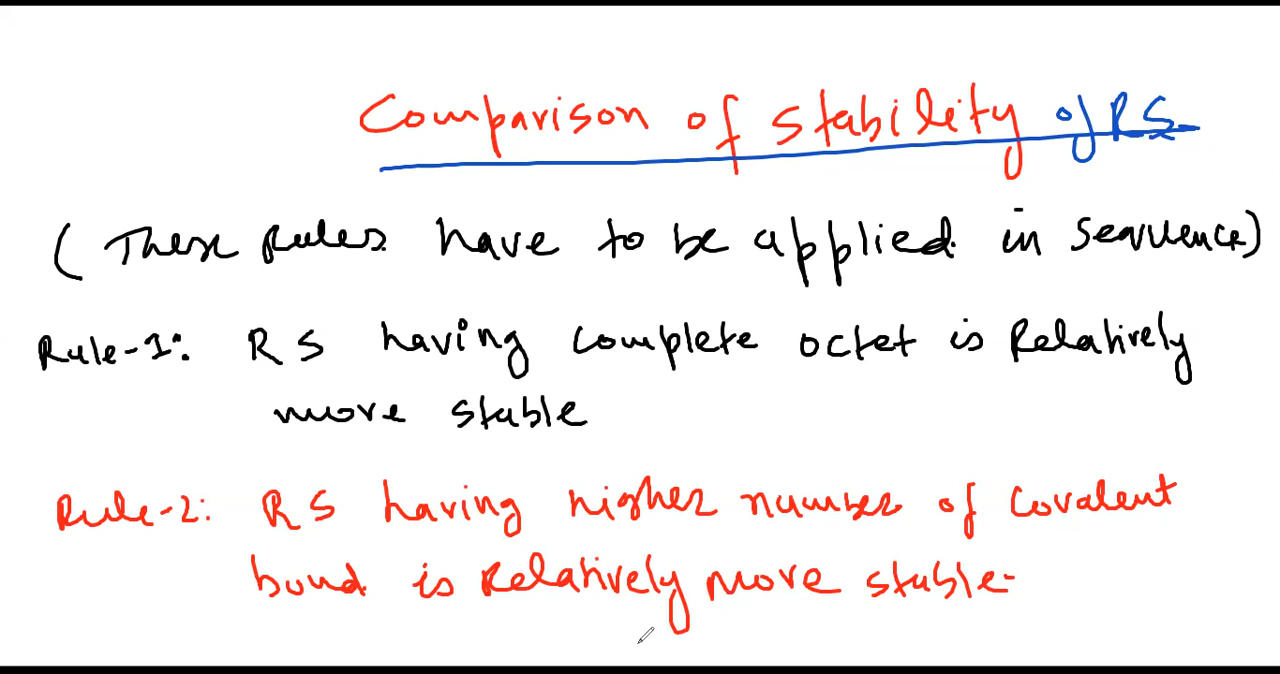 Comparison of stability of RS
(These Rules have to be applied in sequence)
Rule-1: RS having complete octet is Relatively
more stable
Rule-2: RS having higher number of covalent
bond is Relatively more stable-